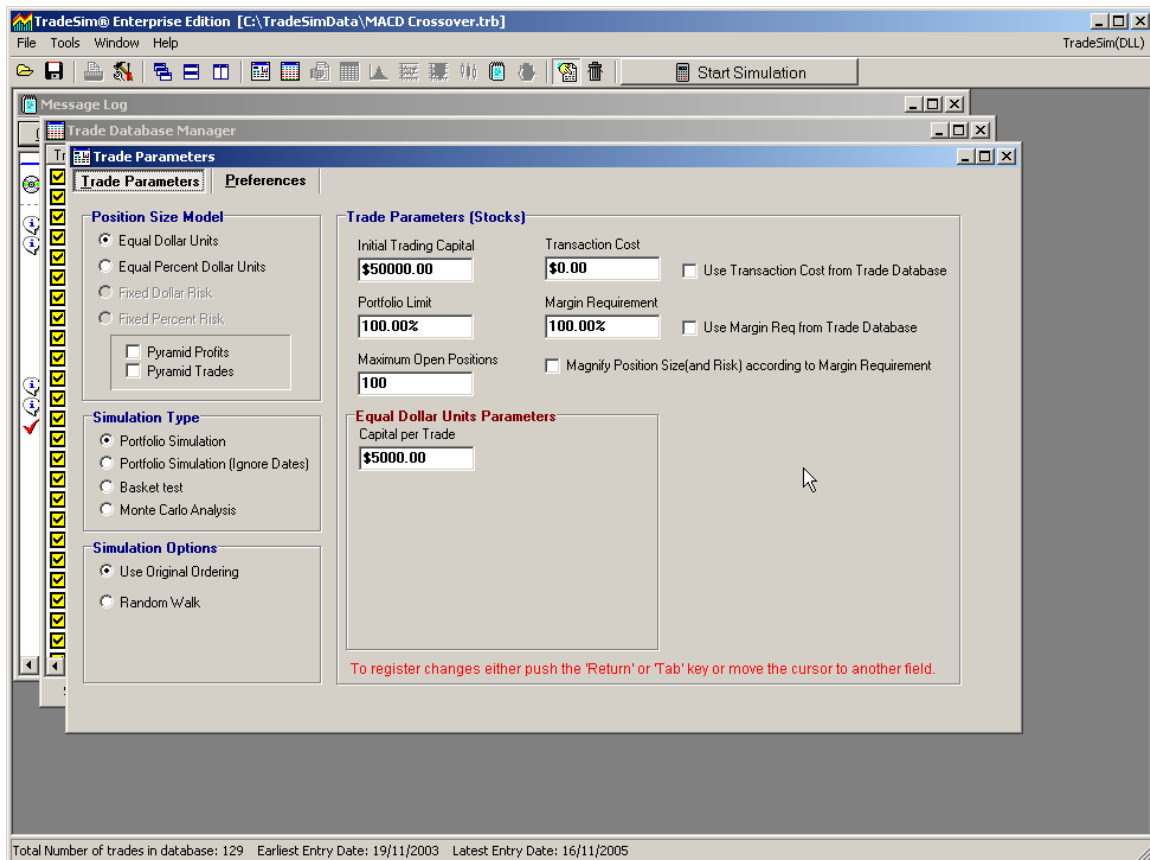 TradeSim® Enterprise Edition [C:\TradeSimData\MACD Crossover.trb]
File Tools Window Help TradeSim(DLL)
Start Simulation
Message Log
Trade Database Manager
Trade Parameters
Trade Parameters Preferences
Position Size Model
Equal Dollar Units
Equal Percent Dollar Units
Fixed Dollar Risk
Fixed Percent Risk
Pyramid Profits
Pyramid Trades
Simulation Type
Portfolio Simulation
Portfolio Simulation (Ignore Dates)
Basket test
Monte Carlo Analysis
Simulation Options
Use Original Ordering
Random Walk
Trade Parameters (Stocks)
Initial Trading Capital
$50000.00
Transaction Cost
$0.00
Use Transaction Cost from Trade Database
Portfolio Limit
100.00%
Margin Requirement
100.00%
Use Margin Req from Trade Database
Maximum Open Positions
100
Magnify Position Size(and Risk) according to Margin Requirement
Equal Dollar Units Parameters
Capital per Trade
$5000.00
To register changes either push the 'Return' or 'Tab' key or move the cursor to another field.
Total Number of trades in database: 129 Earliest Entry Date: 19/11/2003 Latest Entry Date: 16/11/2005